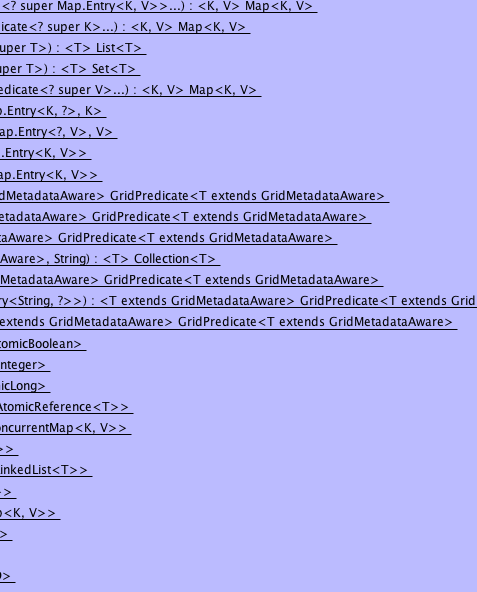 <? super Map.Entry<K, V>>...) : <K, V> Map<K, V>
dicate<? super K>...) : <K, V> Map<K, V>
super T>) : <T> List<T>
uper T>) : <T> Set<T>
edicate<? super V>...) : <K, V> Map<K, V>
p.Entry<K, ?>, K>
ap.Entry<?, V>, V>
.Entry<K, V>>
ap.Entry<K, V>>
dMetadataAware> GridPredicate<T extends GridMetadataAware>
etadataAware> GridPredicate<T extends GridMetadataAware>
taAware> GridPredicate<T extends GridMetadataAware>
Aware>, String) : <T> Collection<T>
MetadataAware> GridPredicate<T extends GridMetadataAware>
ry<String, ?>>) : <T extends GridMetadataAware> GridPredicate<T extends Grid
extends GridMetadataAware> GridPredicate<T extends GridMetadataAware>
tomicBoolean>
nteger>
icLong>
AtomicReference<T>>
oncurrentMap<K, V>>
>>
inkedList<T>>
>>
p<K, V>>
>
O>